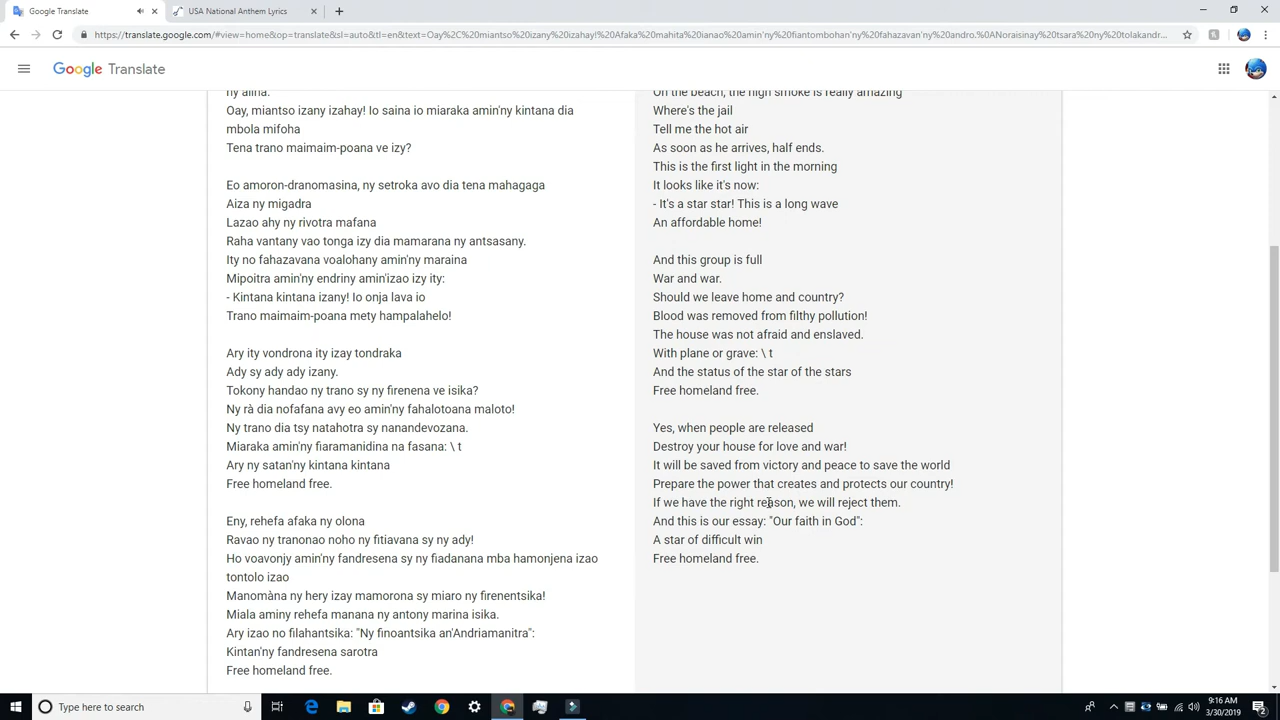 Google Translate
USA National Anthem Lyrics
https://translate.google.com/#view=home&op=translate&sl=auto&tl=en&text=Oay%2C%20miantso%20izany%20izahay!%20Afaka%20mahita%20ianao%20amin'ny%20fiantombohan'ny%20fahazavan'ny%20andro.%0ANoraisinay%20tsara%20ny%20tolakandr...
Google Translate
ny alina.
Oay, miantso izany izahay! Io saina io miaraka amin'ny kintana dia
mbola mifoha
Tena trano maimaim-poana ve izy?
Eo amoron-dranomasina, ny setroka avo dia tena mahagaga
Aiza ny migadra
Lazao ahy ny rivotra mafana
Raha vantany vao tonga izy dia mamarana ny antsasany.
Ity no fahazavana voalohany amin'ny maraina
Mipoitra amin'ny endriny amin'izao izy ity:
- Kintana kintana izany! Io onja lava io
Trano maimaim-poana mety hampalahelo!
Ary ity vondrona ity izay tondraka
Ady sy ady ady izany.
Tokony handao ny trano sy ny firenena ve isika?
Ny rà dia nofafana avy eo amin'ny fahalotoana maloto!
Ny trano dia tsy natahotra sy nanandevozana.
Miaraka amin'ny fiaramanidina na fasana: \ t
Ary ny satan'ny kintana kintana
Free homeland free.
Eny, rehefa afaka ny olona
Ravao ny tranonao noho ny fitiavana sy ny ady!
Ho voavonjy amin'ny fandresena sy ny fiadanana mba hamonjena izao
tontolo izao
Manomàna ny hery izay mamorona sy miaro ny firenentsika!
Miala aminy rehefa manana ny antony marina isika.
Ary izao no filahantsika: "Ny finoantsika an'Andriamanitra":
Kintan'ny fandresena sarotra
Free homeland free.
On the beach, the high smoke is really amazing
Where's the jail
Tell me the hot air
As soon as he arrives, half ends.
This is the first light in the morning
It looks like it's now:
- It's a star star! This is a long wave
An affordable home!
And this group is full
War and war.
Should we leave home and country?
Blood was removed from filthy pollution!
The house was not afraid and enslaved.
With plane or grave: \ t
And the status of the star of the stars
Free homeland free.
Yes, when people are released
Destroy your house for love and war!
It will be saved from victory and peace to save the world
Prepare the power that creates and protects our country!
If we have the right reason, we will reject them.
And this is our essay: "Our faith in God":
A star of difficult win
Free homeland free.
Type here to search
9:16 AM
3/30/2019